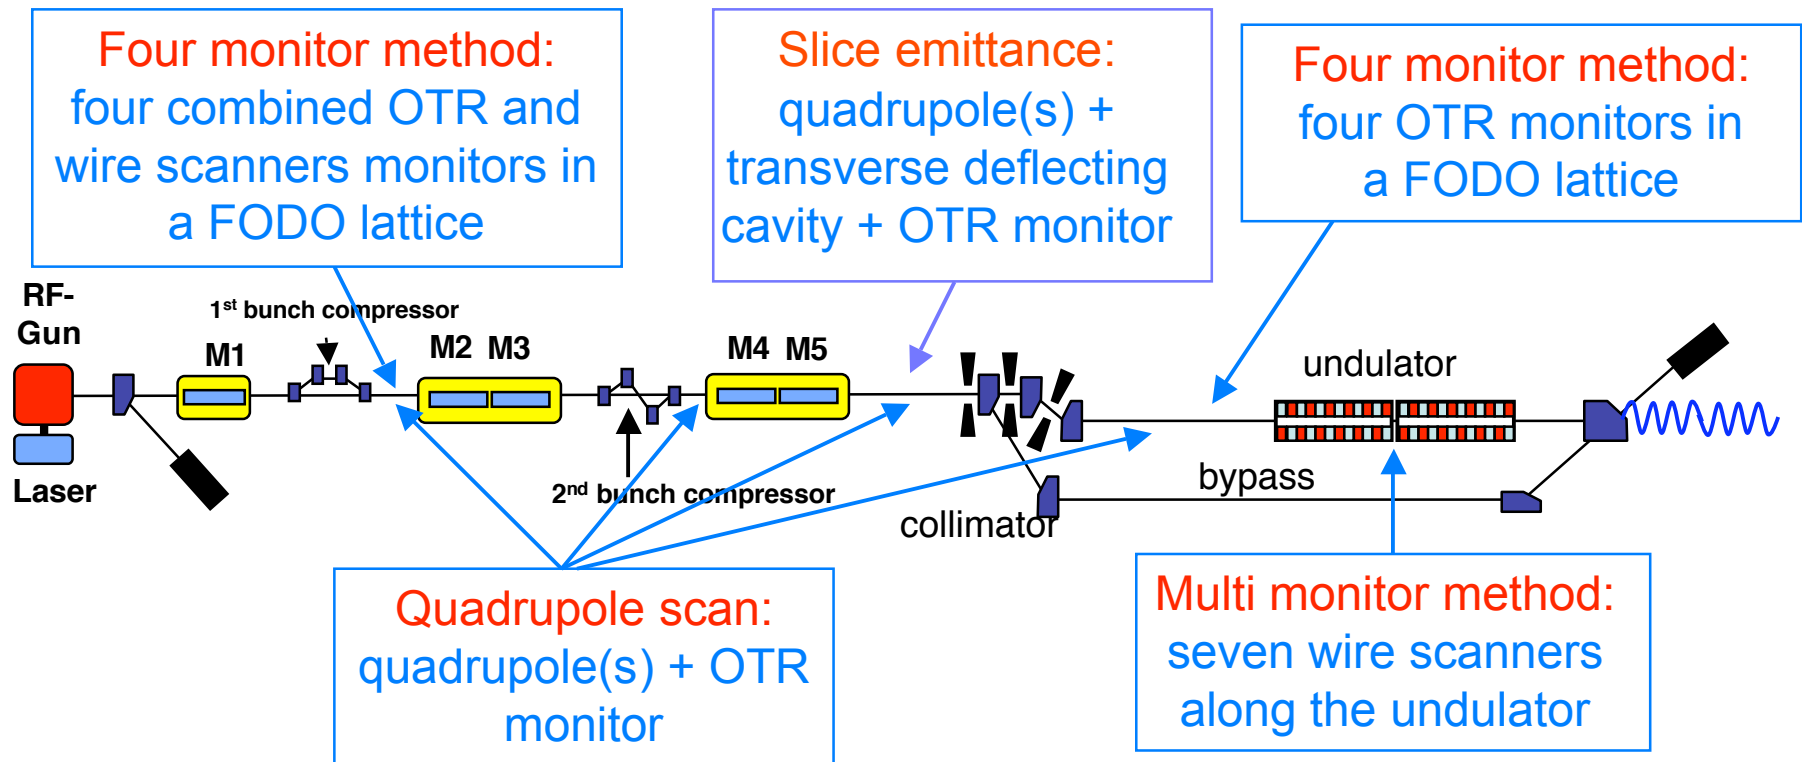 Four monitor method:
four combined OTR and
wire scanners monitors in
a FODO lattice
Slice emittance:
quadrupole(s) +
transverse deflecting
cavity + OTR monitor
Four monitor method:
four OTR monitors in
a FODO lattice
RF-
Gun
1st bunch compressor
M1
M2 M3
M4 M5
undulator
Laser
2nd bunch compressor
collimator
bypass
Quadrupole scan:
quadrupole(s) + OTR
monitor
Multi monitor method:
seven wire scanners
along the undulator